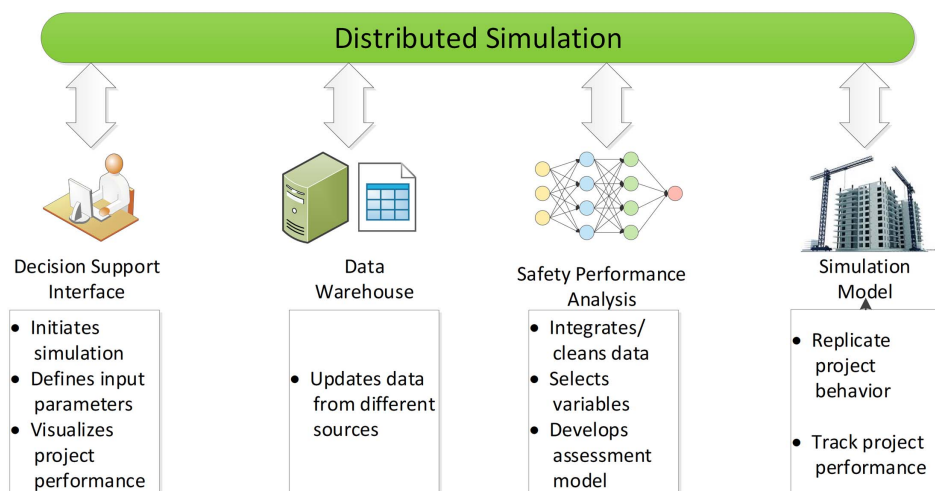 Distributed Simulation
Decision Support
Interface
• Initiates
simulation
• Defines input
parameters
• Visualizes
project
performance
Data
Warehouse
• Updates data
from different
sources
Safety Performance
Analysis
• Integrates/
cleans data
• Selects
variables
• Develops
assessment
model
Simulation
Model
• Replicate
project
behavior
• Track project
performance